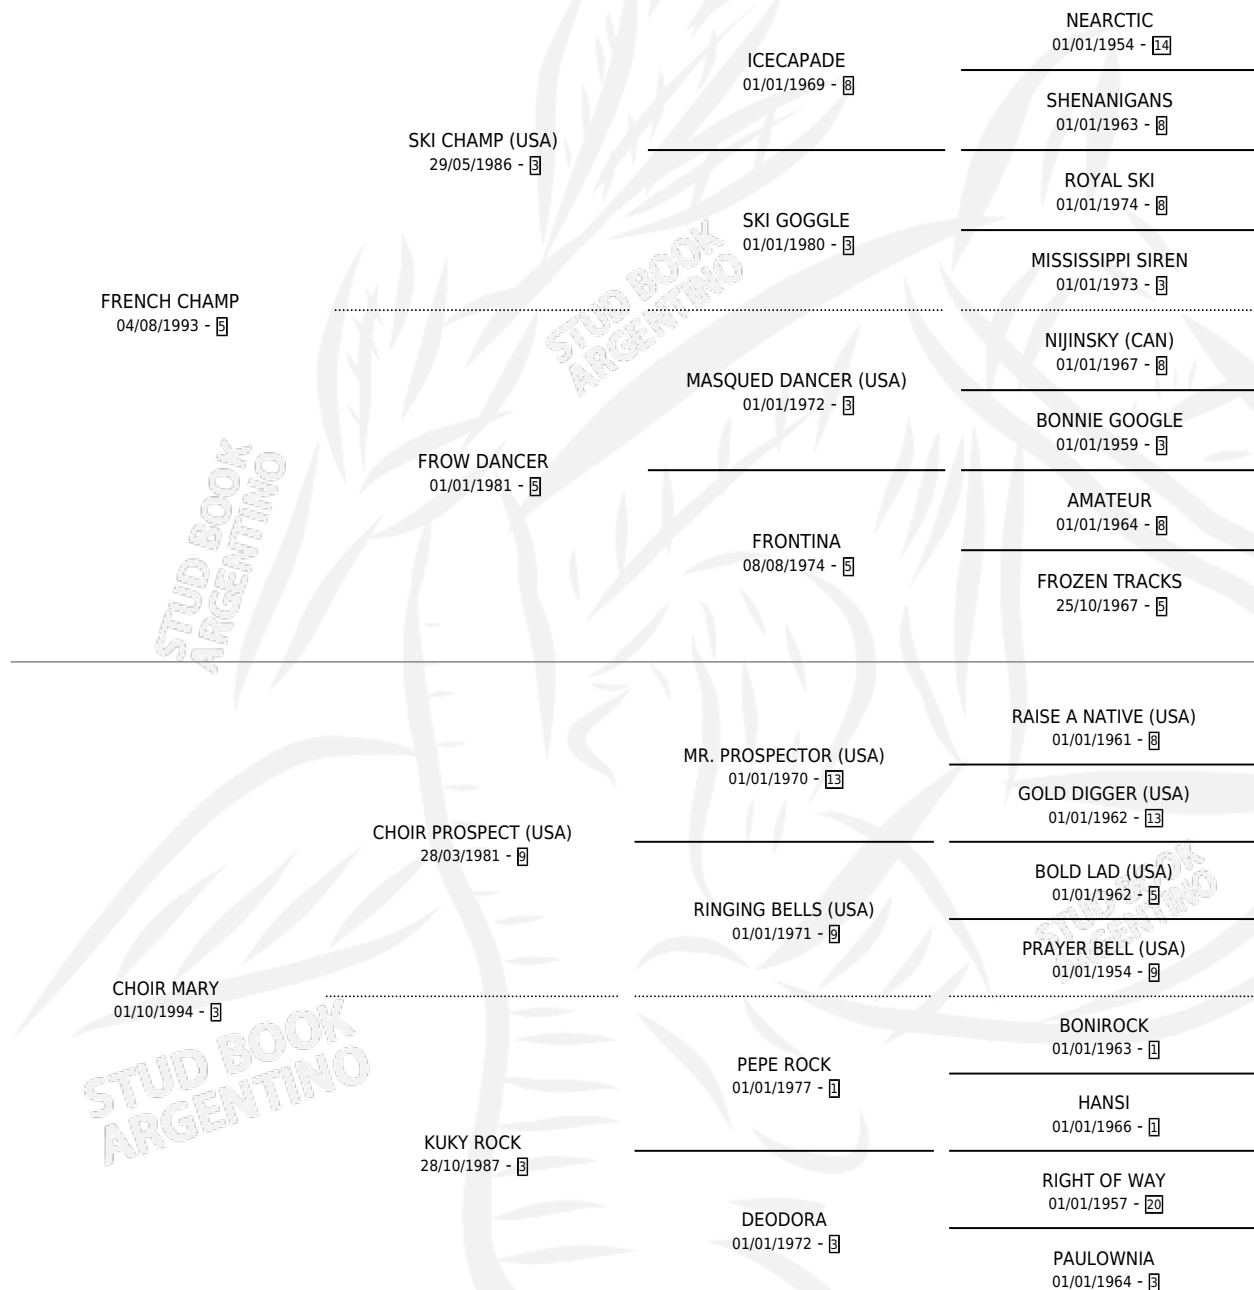 NEARCTIC
01/01/1954 - 14
ICECAPADE
01/01/1969 - 8
SHENANIGANS
01/01/1963 - 8
SKI CHAMP (USA)
29/05/1986 - 3
ROYAL SKI
01/01/1974 - 8
SKI GOGGLE
01/01/1980 - 3
MISSISSIPPI SIREN
01/01/1973 - 3
FRENCH CHAMP
04/08/1993 - 5
NIJINSKY (CAN)
01/01/1967 - 8
MASQUED DANCER (USA)
01/01/1972 - 3
BONNIE GOOGLE
01/01/1959 - 3
FROW DANCER
01/01/1981 - 5
AMATEUR
01/01/1964 - 8
FRONTINA
08/08/1974 - 5
FROZEN TRACKS
25/10/1967 - 5
RAISE A NATIVE (USA)
01/01/1961 - 8
MR. PROSPECTOR (USA)
01/01/1970 - 13
GOLD DIGGER (USA)
01/01/1962 - 13
CHOIR PROSPECT (USA)
28/03/1981 - 9
BOLD LAD (USA)
01/01/1962 - 5
RINGING BELLS (USA)
01/01/1971 - 9
PRAYER BELL (USA)
01/01/1954 - 9
CHOIR MARY
01/10/1994 - 3
BONIROCK
01/01/1963 - 1
PEPE ROCK
01/01/1977 - 1
HANSI
01/01/1966 - 1
KUKY ROCK
28/10/1987 - 3
RIGHT OF WAY
01/01/1957 - 20
DEODORA
01/01/1972 - 3
PAULOWNIA
01/01/1964 - 3
STUD BOOK
ARGENTINO
STUD BOOK
ARGENTINO
STUD BOOK
ARGENTINO
STUD BOOK
ARGENTINO